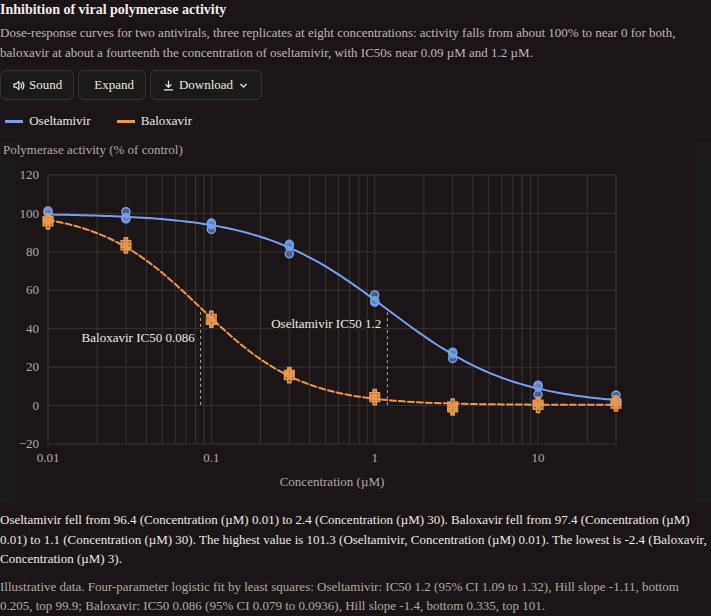 Inhibition of viral polymerase activity
Dose-response curves for two antivirals, three replicates at eight concentrations: activity falls from about 100% to near 0 for both,
baloxavir at about a fourteenth the concentration of oseltamivir, with IC50s near 0.09 µM and 1.2 µM.
Sound Expand Download
Oseltamivir Baloxavir
Polymerase activity (% of control)
120
100
80
60
40
20
0
−20
Baloxavir IC50 0.086
Oseltamivir IC50 1.2
0.01 0.1 1 10
Concentration (µM)
Oseltamivir fell from 96.4 (Concentration (µM) 0.01) to 2.4 (Concentration (µM) 30). Baloxavir fell from 97.4 (Concentration (µM)
0.01) to 1.1 (Concentration (µM) 30). The highest value is 101.3 (Oseltamivir, Concentration (µM) 0.01). The lowest is -2.4 (Baloxavir,
Concentration (µM) 3).
Illustrative data. Four-parameter logistic fit by least squares: Oseltamivir: IC50 1.2 (95% CI 1.09 to 1.32), Hill slope -1.11, bottom
0.205, top 99.9; Baloxavir: IC50 0.086 (95% CI 0.079 to 0.0936), Hill slope -1.4, bottom 0.335, top 101.